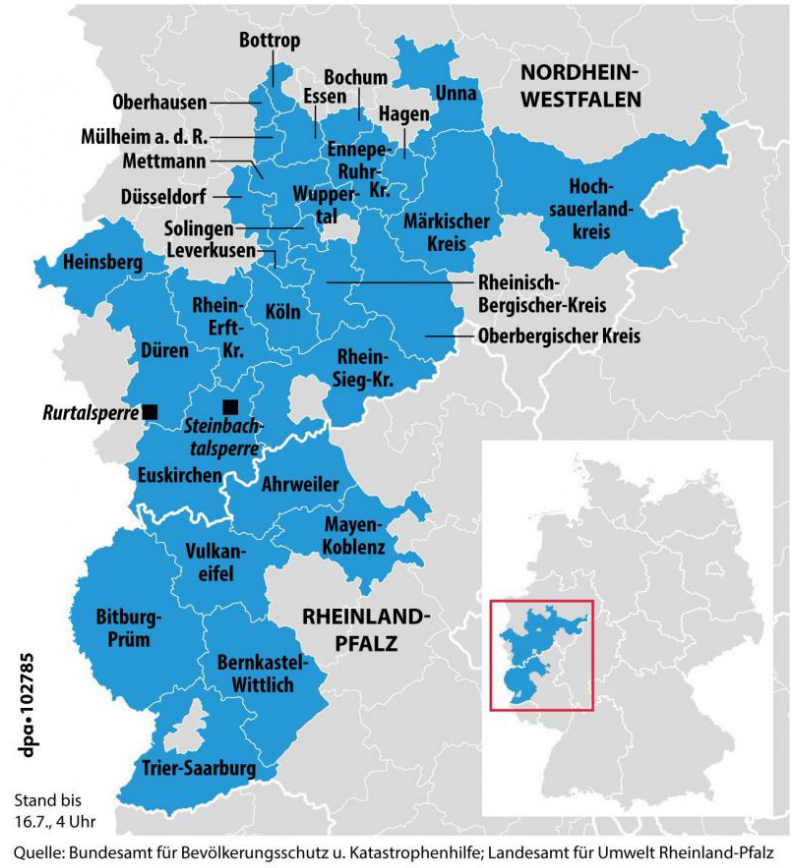 Bottrop
Bochum
Essen
Unna
NORDHEIN-
WESTFALEN
Oberhausen
Hagen
Mülheim a. d. R.
Ennepe-
Ruhr-
Kr.
Mettmann
Düsseldorf
Wupper-
tal
Hoch-
sauerland-
kreis
Solingen
Märkischer
Kreis
Leverkusen
Heinsberg
Rheinisch-
Bergischer-Kreis
Rhein-
Erft-
Kr.
Köln
Oberbergischer Kreis
Düren
Rhein-
Sieg-Kr.
Rurtalsperre
Steinbach-
talsperre
Euskirchen
Ahrweiler
Mayen-
Koblenz
Vulkan-
eifel
Bitburg-
Prüm
RHEINLAND-
PFALZ
Bernkastel-
Wittlich
dpa•102785
Trier-Saarburg
Stand bis
16.7., 4 Uhr
Quelle: Bundesamt für Bevölkerungsschutz u. Katastrophenhilfe; Landesamt für Umwelt Rheinland-Pfalz